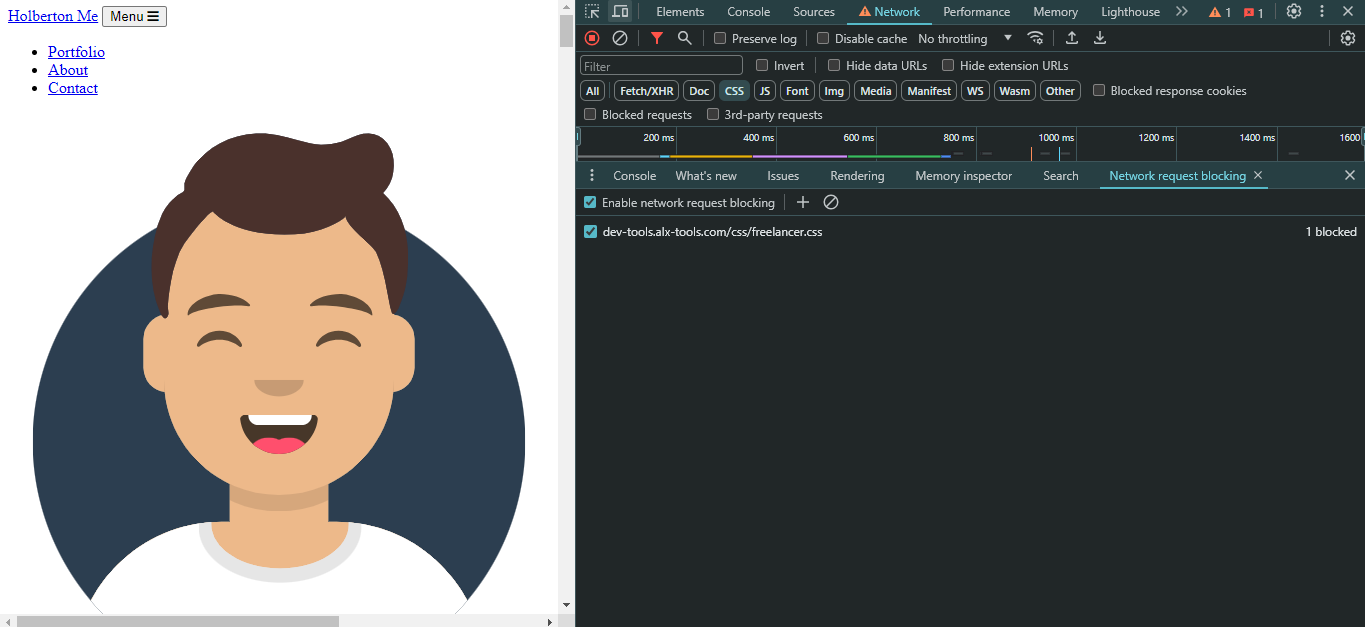 Holberton Me Menu ☰
Portfolio
About
Contact
Elements Console Sources Network Performance Memory Lighthouse 1 1
Preserve log Disable cache No throttling
Filter Invert Hide data URLs Hide extension URLs
All Fetch/XHR Doc CSS JS Font Img Media Manifest WS Wasm Other Blocked response cookies
Blocked requests 3rd-party requests
200 ms 400 ms 600 ms 800 ms 1000 ms 1200 ms 1400 ms 1600
Console What's new Issues Rendering Memory inspector Search Network request blocking
Enable network request blocking
dev-tools.alx-tools.com/css/freelancer.css 1 blocked